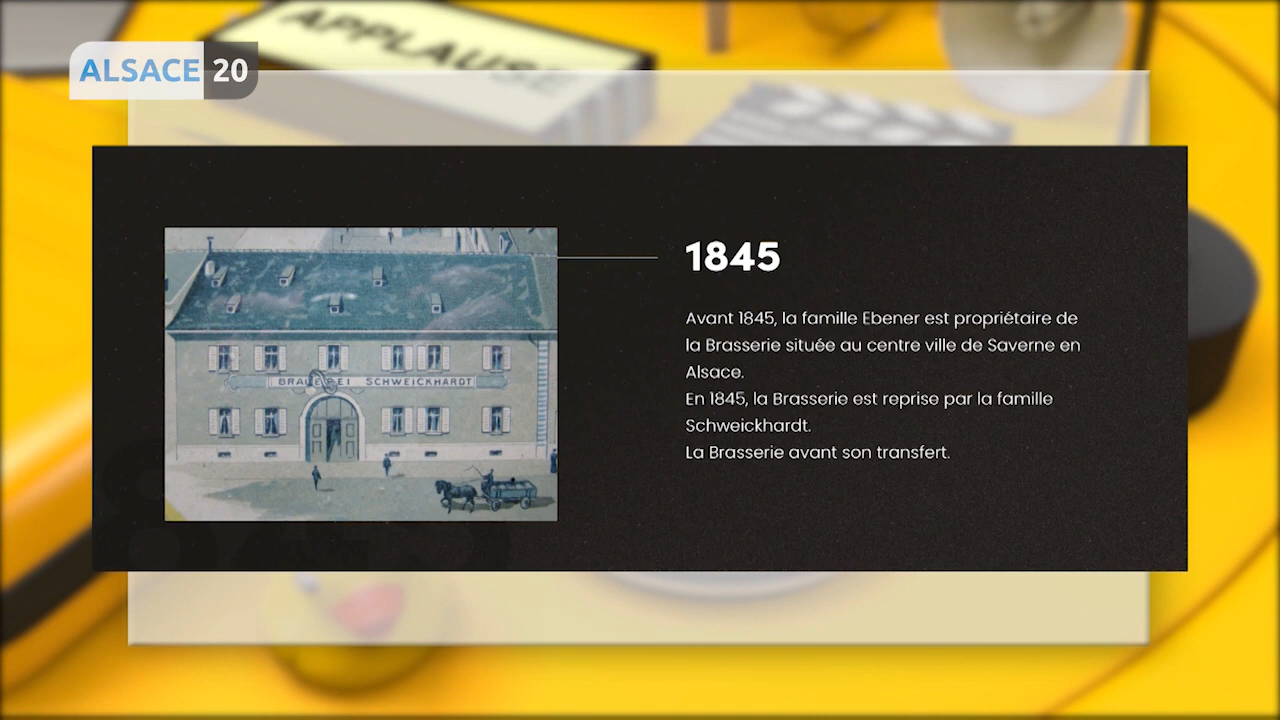 APPLAUSE
ALSACE 20
BRAUEREI SCHWEICKHARDT
1845
Avant 1845, la famille Ebener est propriétaire de
la Brasserie située au centre ville de Saverne en
Alsace.
En 1845, la Brasserie est reprise par la famille
Schweickhardt.
La Brasserie avant son transfert.